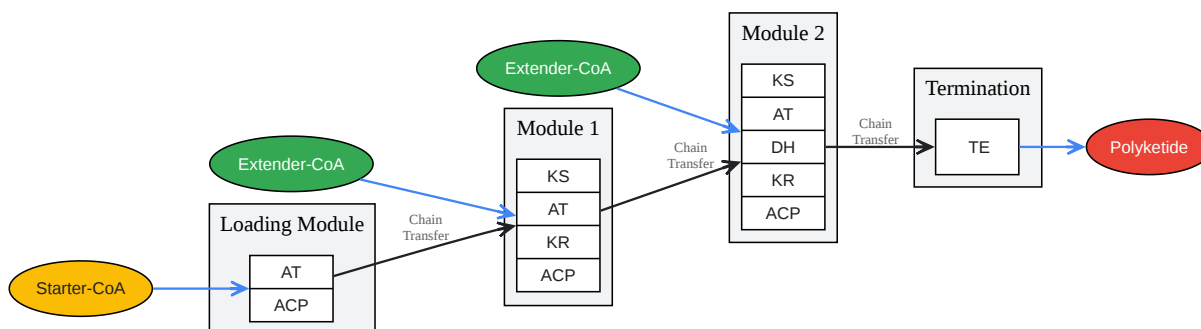 Starter-CoA
Loading Module
AT
ACP
Extender-CoA
Chain
Transfer
Module 1
KS
AT
KR
ACP
Extender-CoA
Chain
Transfer
Module 2
KS
AT
DH
KR
ACP
Chain
Transfer
Termination
TE
Polyketide